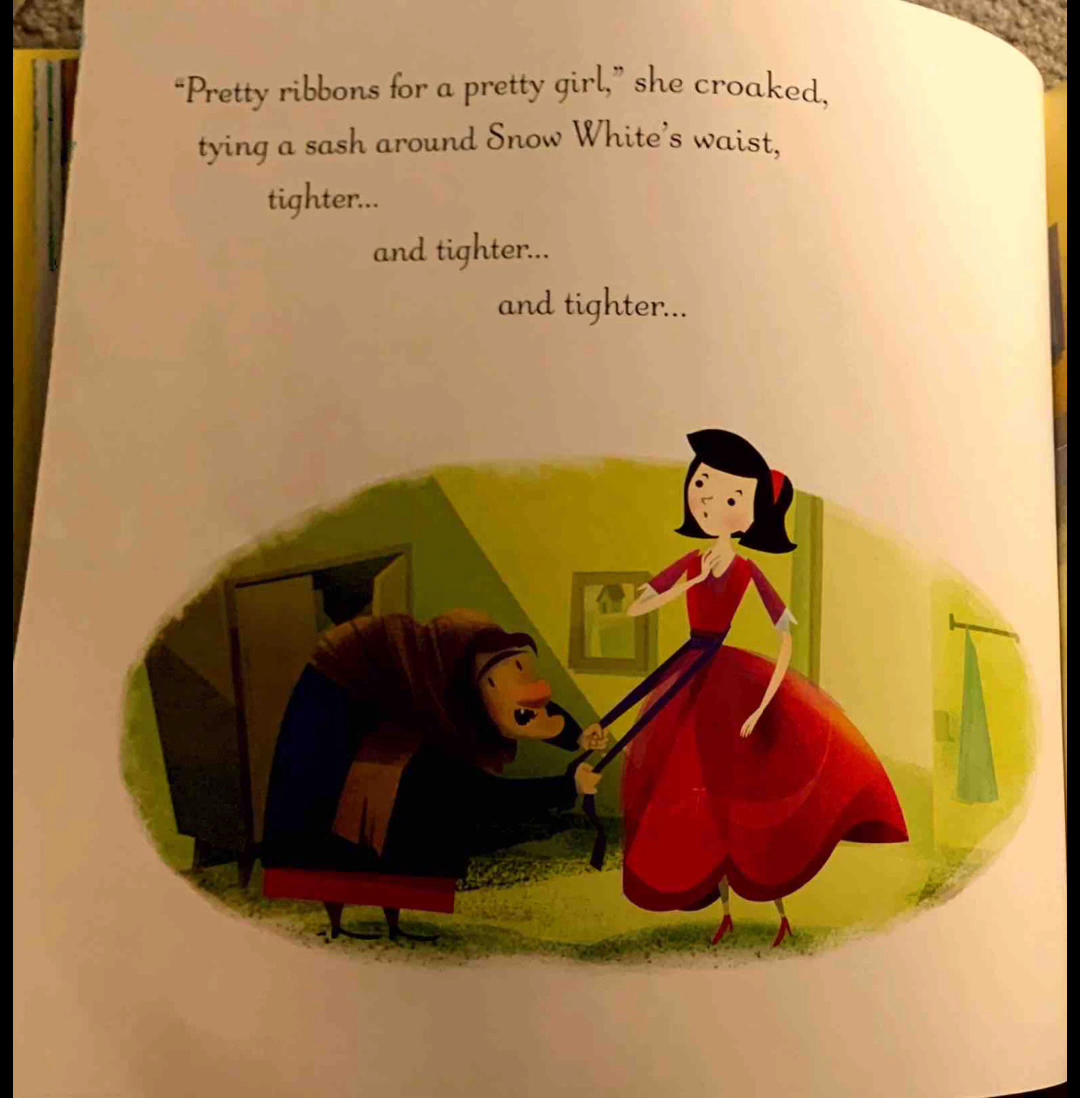 “Pretty ribbons for a pretty girl,” she croaked,
tying a sash around Snow White’s waist,
tighter...
and tighter...
and tighter...